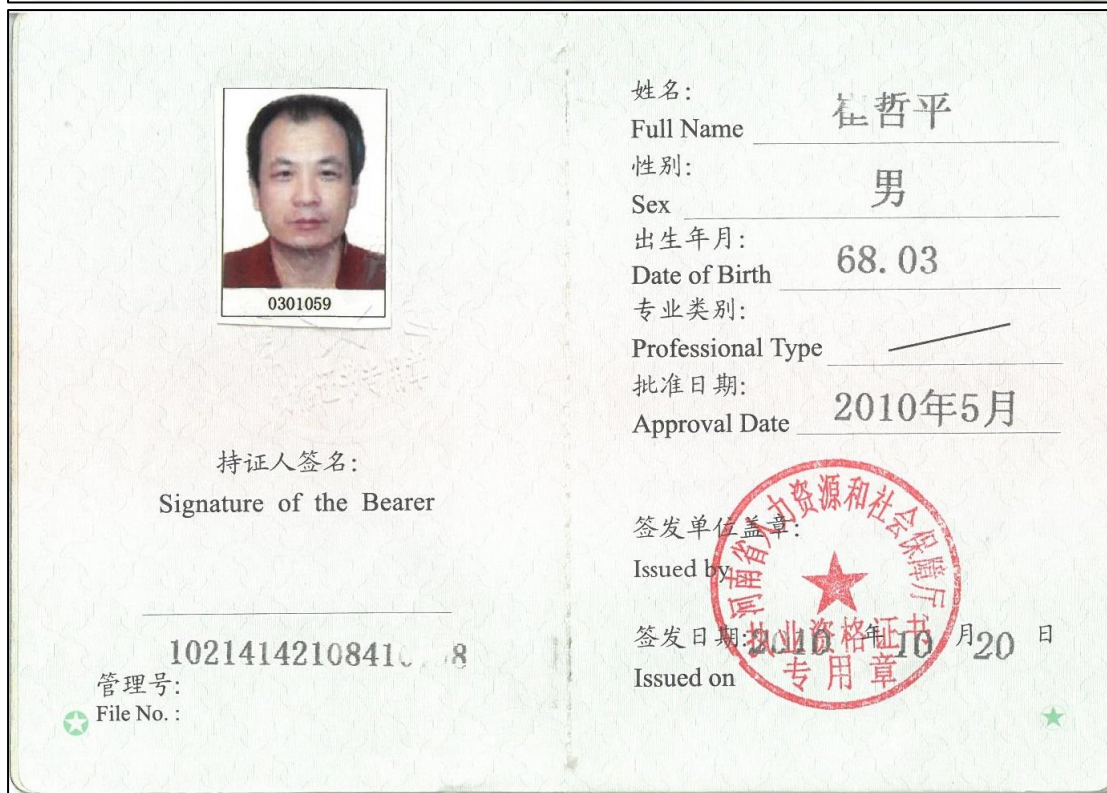 0301059
持证人签名:
Signature of the Bearer
管理号:
File No. :
姓名:
崔哲平
Full Name
性别:
男
Sex
出生年月:
68.03
Date of Birth
专业类别:
Professional Type
批准日期:
2010年5月
Approval Date
签发单位盖章:
Issued by
签发日期:2010 年 10 月 20 日
Issued on
河南省人力资源和社会保障厅
执业资格证书
专用章